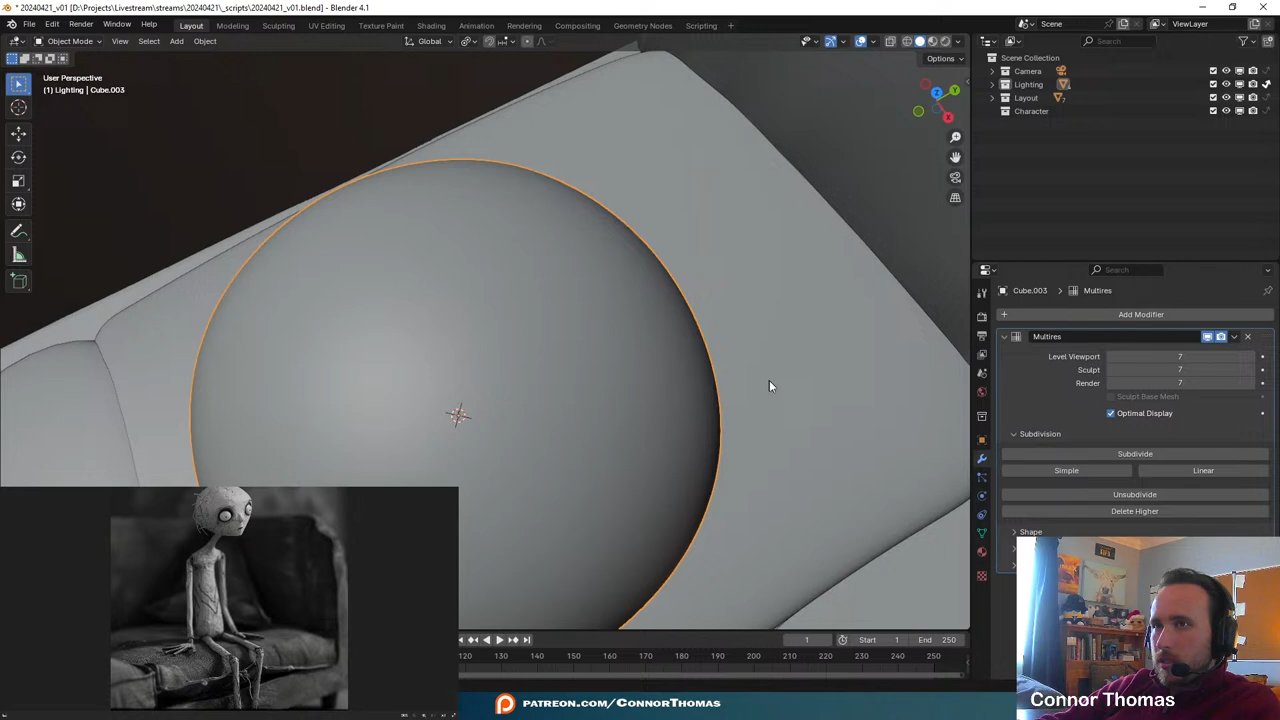 * 20240421_v01 [D:\Projects\Livestream\streams\20240421\_scripts\20240421_v01.blend] - Blender 4.1
File Edit Render Window Help Layout Modeling Sculpting UV Editing Texture Paint Shading Animation Rendering Compositing Geometry Nodes Scripting + Scene ViewLayer
Object Mode View Select Add Object Global Search
Options
User Perspective
(1) Lighting | Cube.003
Z Y X
Scene Collection
Camera
Lighting
Layout
Character
Search
Cube.003 > Multires
+ Add Modifier
Multires
Level Viewport 7
Sculpt 7
Render 7
Sculpt Base Mesh
Optimal Display
Subdivision
Subdivide
Simple Linear
Unsubdivide
Delete Higher
Shape
1 Start 1 End 250
120 130 140 150 160 170 180 190 200 210 220 230 240 250
PATREON.COM/CONNORTHOMAS
Connor Thomas